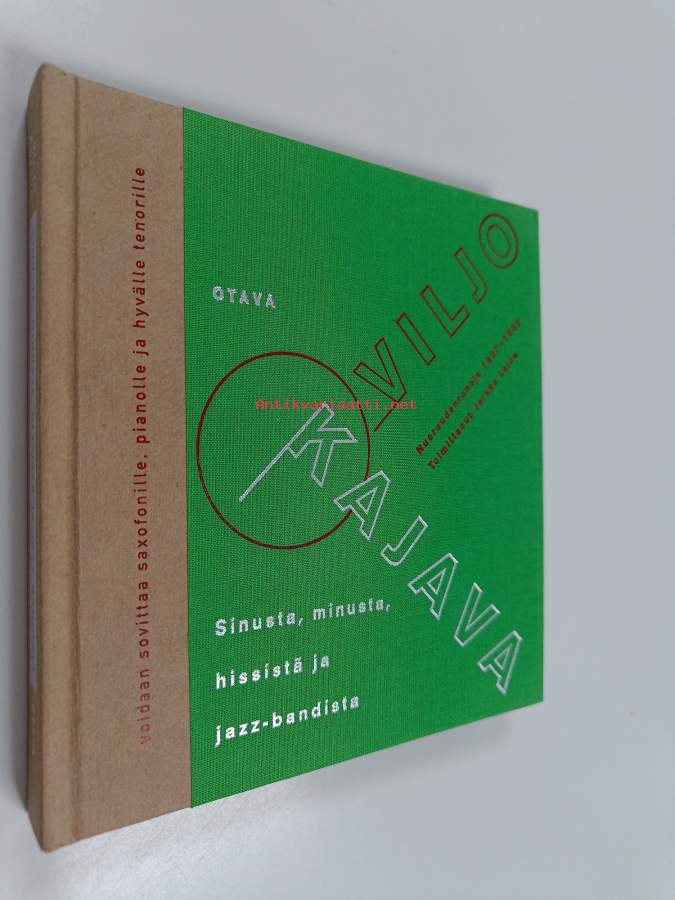 voidaan sovittaa saxofonille, pianolle ja hyvälle tenorille
OTAVA
VILJO
KAJAVA
Nuoruudenrunoja
Toimittanut Jarkko Laine
Antikvariaatti.net
Sinusta, minusta,
hissistä ja
jazz-bandista